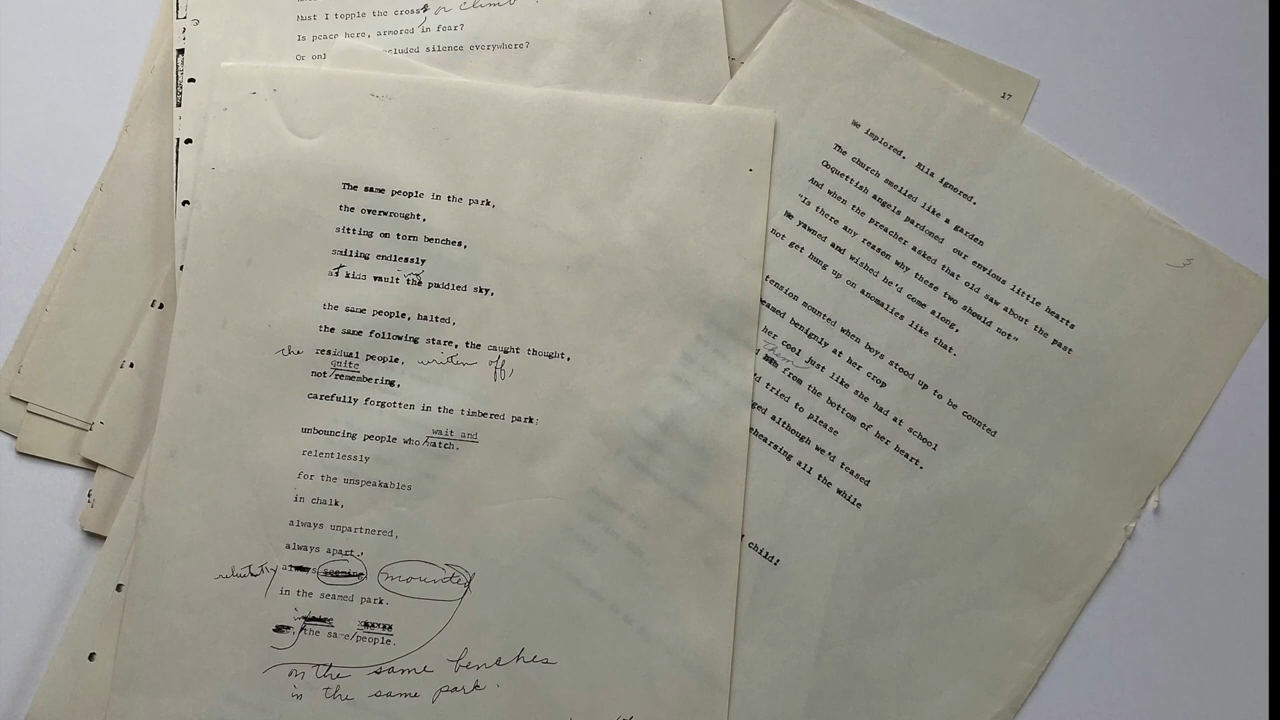 Must I topple the cross or climb
Is peace here, armored in fear?
Or onl cluded silence everywhere?
The same people in the park,
the overwrought,
sitting on torn benches,
smiling endlessly
as kids vault ing the puddled sky,
the same people, halted,
the same following stare, the caught thought,
the residual people, written off,
quite
not/remembering,
carefully forgotten in the timbered park;
wait and
unbouncing people who/watch.
relentlessly
for the unspeakables
in chalk,
always unpartnered,
always apart,
always seeming mounted
in the seamed park.
the same/people.
on the same benches
in the same park.
17
3
We implored. Ella ignored.
The church smelled like a garden
Coquettish angels pardoned our envious little hearts
And when the preacher asked that old saw about the past
"Is there any reason why these two should not"
We yawned and wished he'd come along,
not get hung up on anomalies like that.
tension mounted when boys stood up to be counted
eamed benignly at her crop
her cool just like she had at school
them
from the bottom of her heart.
'd tried to please
ged although we'd teased
ehearsing all the while
child!